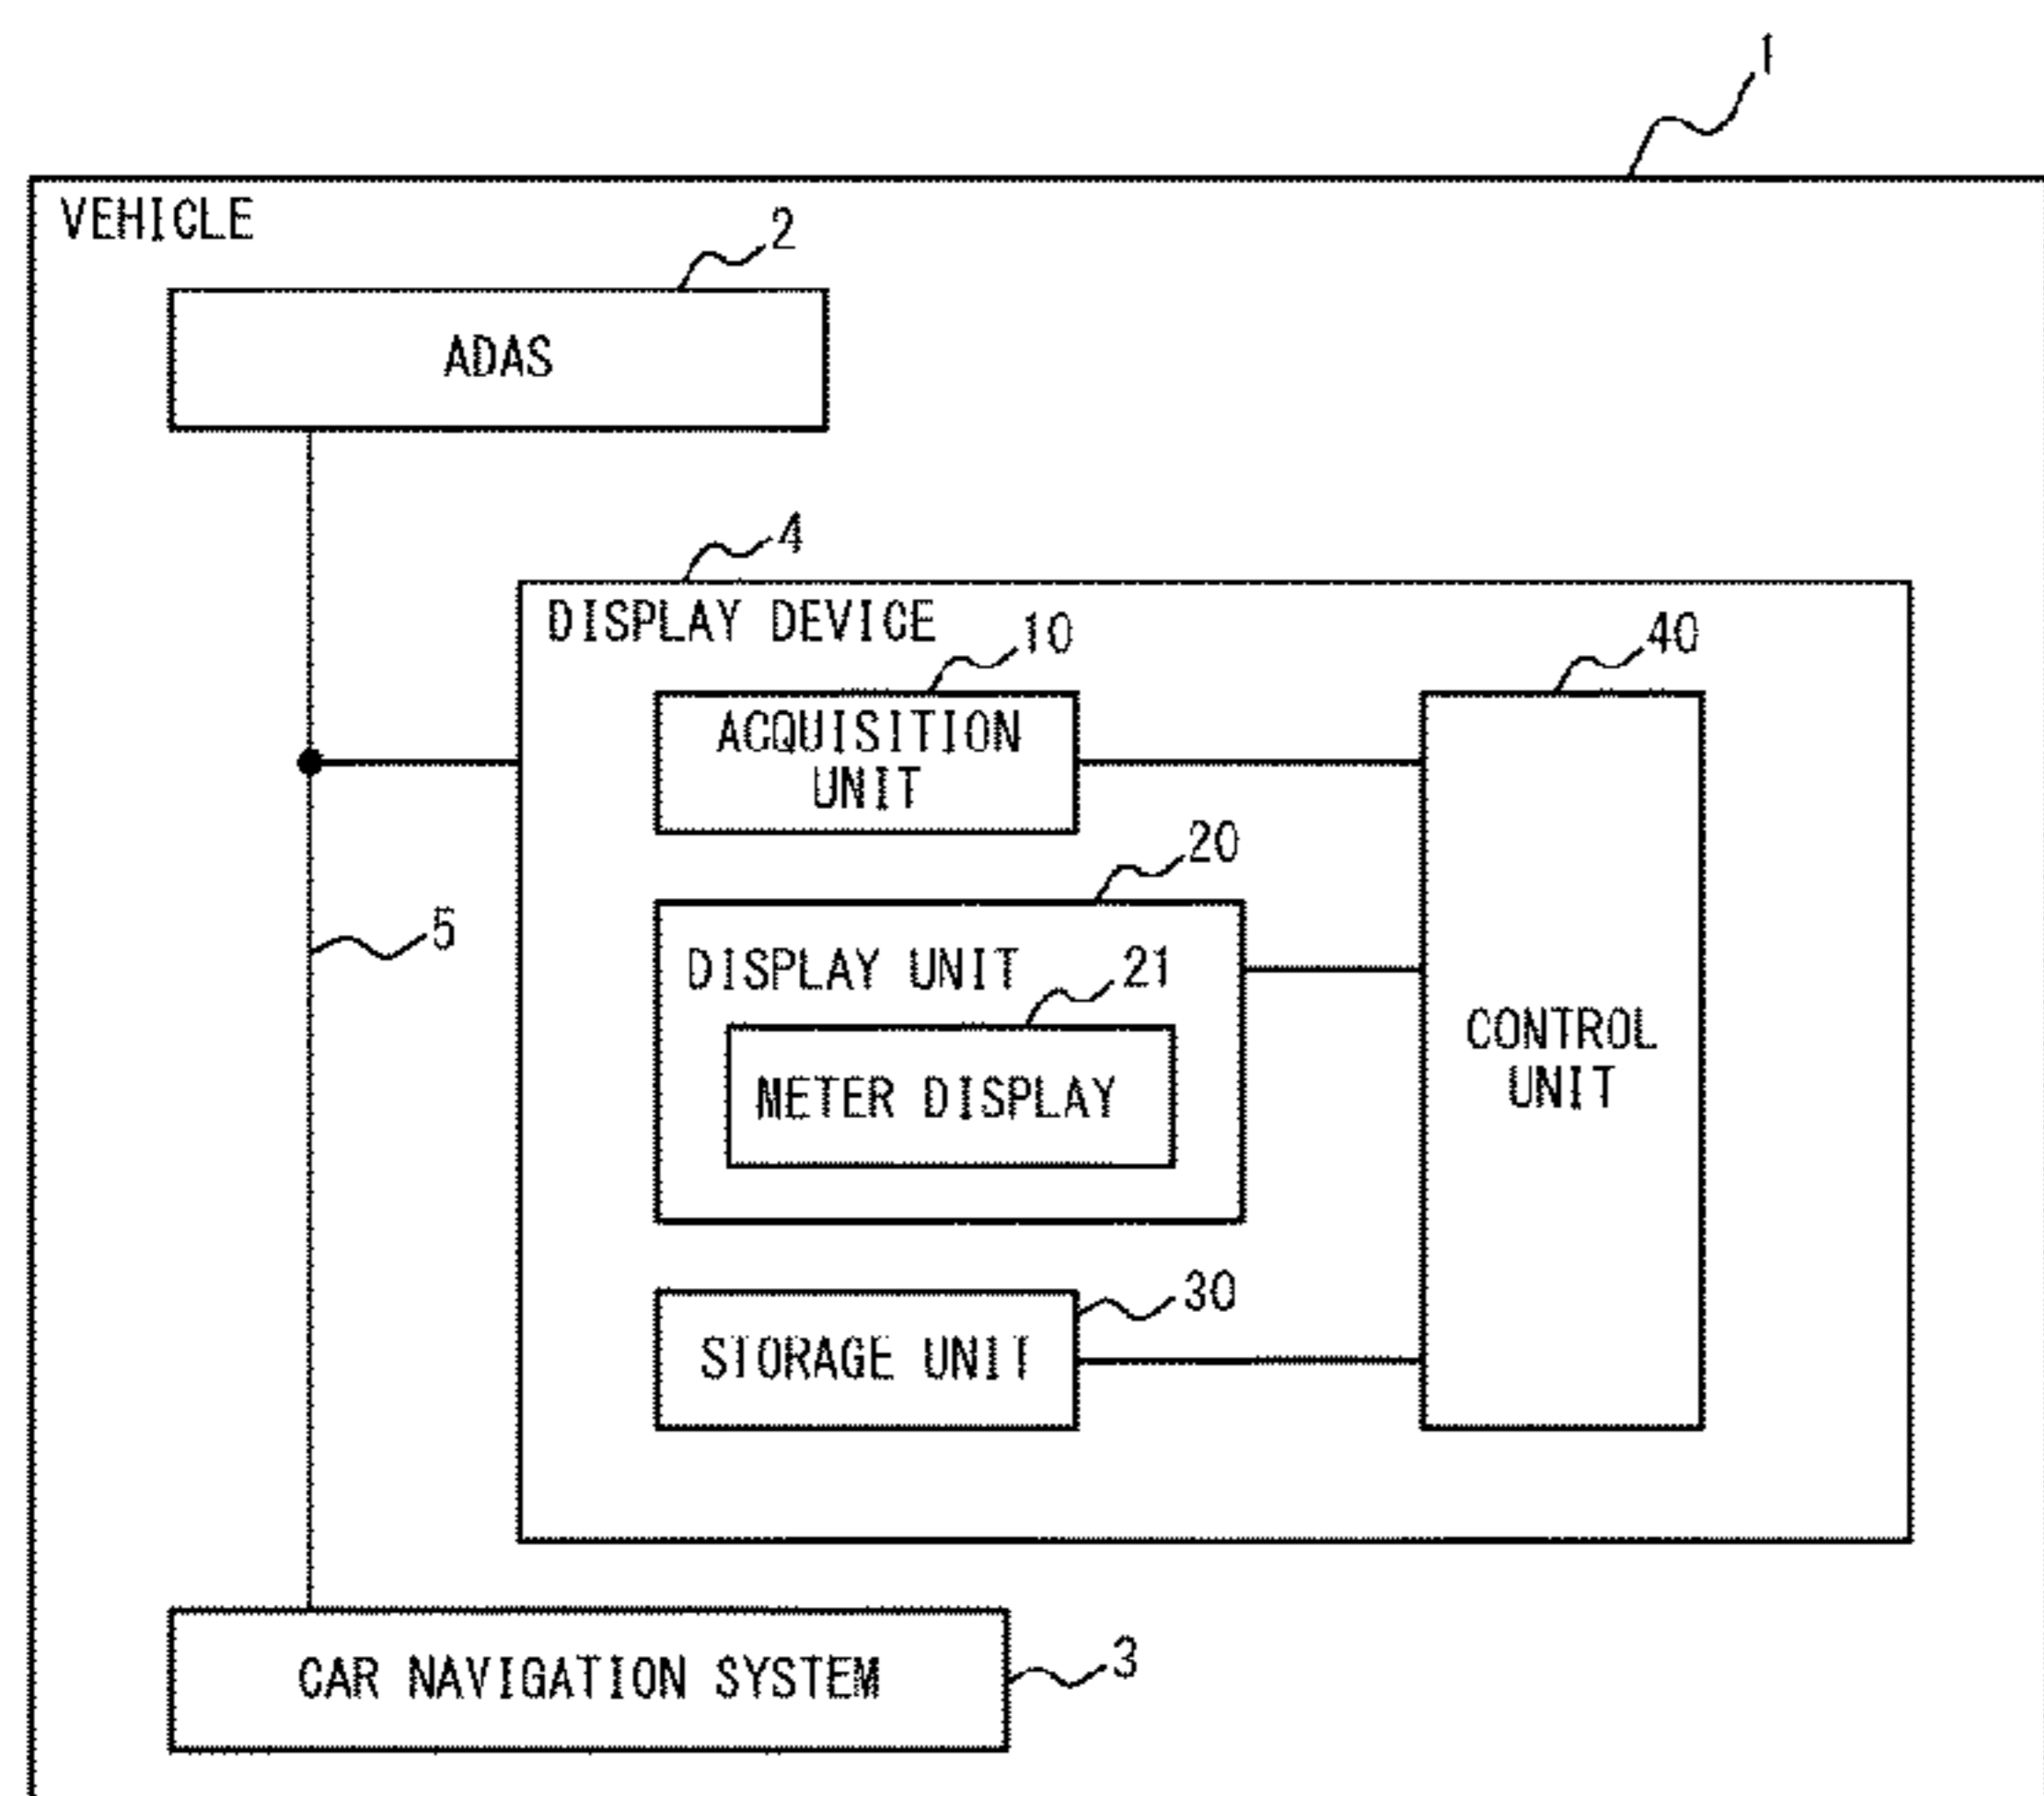 1
VEHICLE
2
ADAS
4
DISPLAY DEVICE
10
40
ACQUISITION
UNIT
20
5
DISPLAY UNIT
21
METER DISPLAY
CONTROL
UNIT
30
STORAGE UNIT
CAR NAVIGATION SYSTEM
3